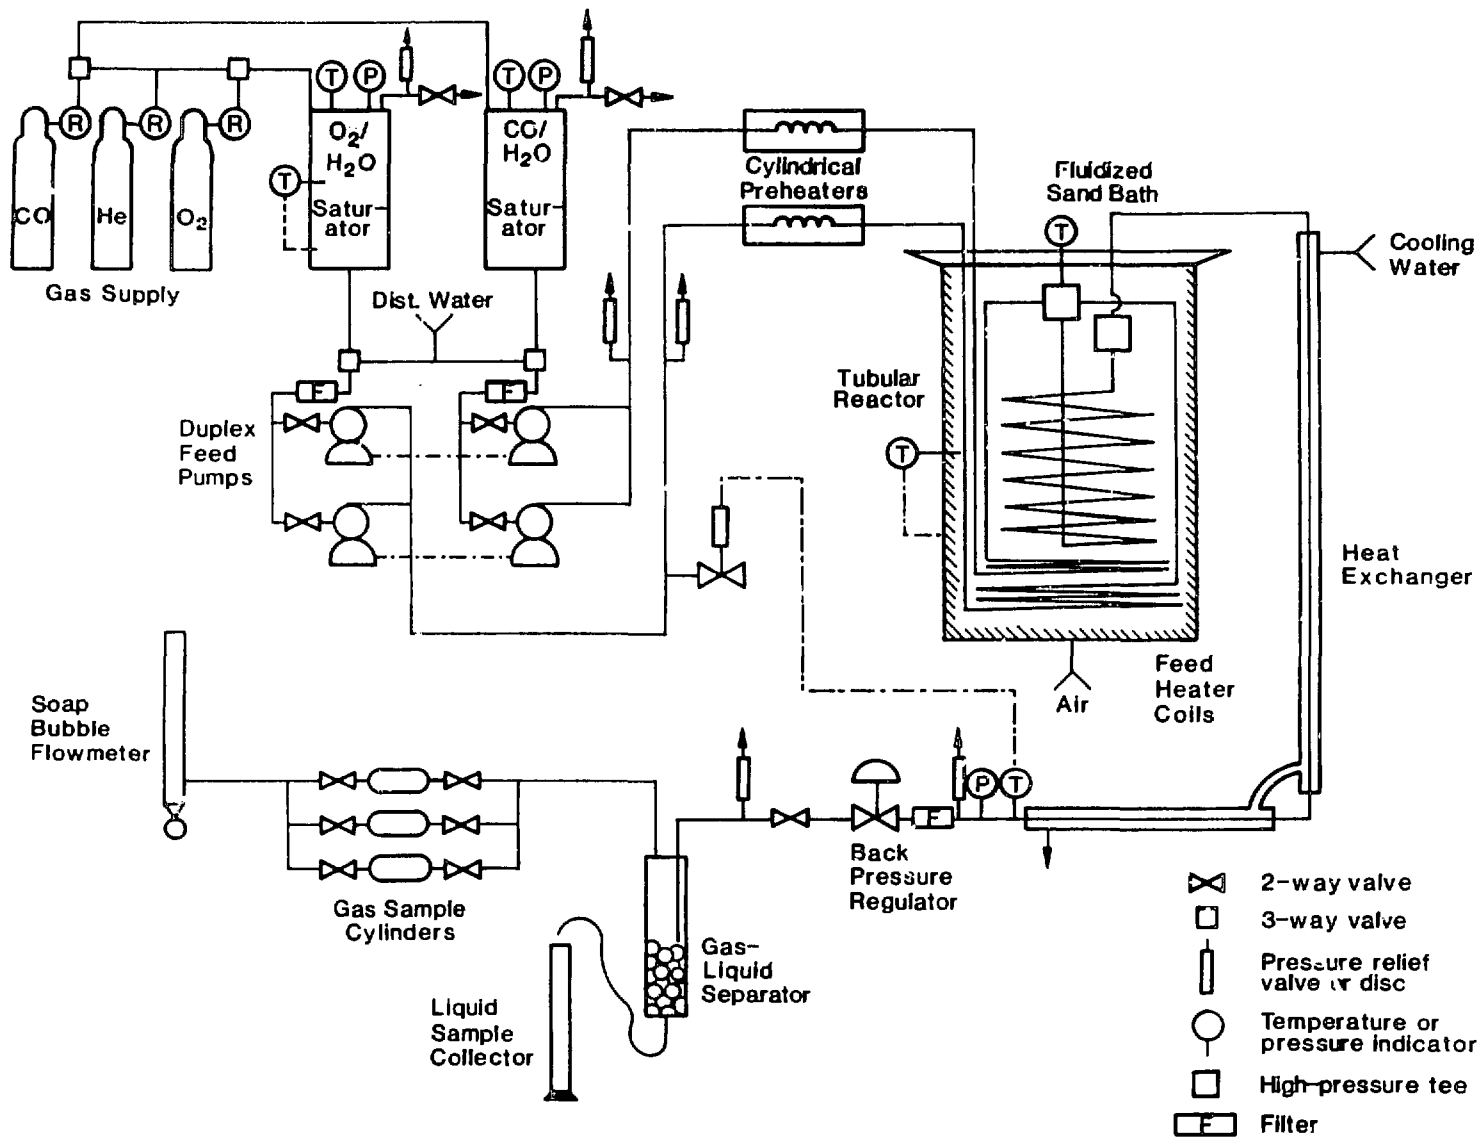 T
P
T
P
R
R
R
O2/
H2O
Satur-
ator
CO/
H2O
Satur-
ator
T
CO
He
O2
Gas Supply
Cylindrical
Preheaters
Fluidized
Sand Bath
T
Cooling
Water
Dist. Water
F
F
Duplex
Feed
Pumps
Tubular
Reactor
T
Heat
Exchanger
Feed
Heater
Coils
Air
Soap
Bubble
Flowmeter
P
T
F
Back
Pressure
Regulator
Gas Sample
Cylinders
Gas-
Liquid
Separator
Liquid
Sample
Collector
2-way valve
3-way valve
Pressure relief
valve or disc
Temperature or
pressure indicator
High-pressure tee
F
Filter